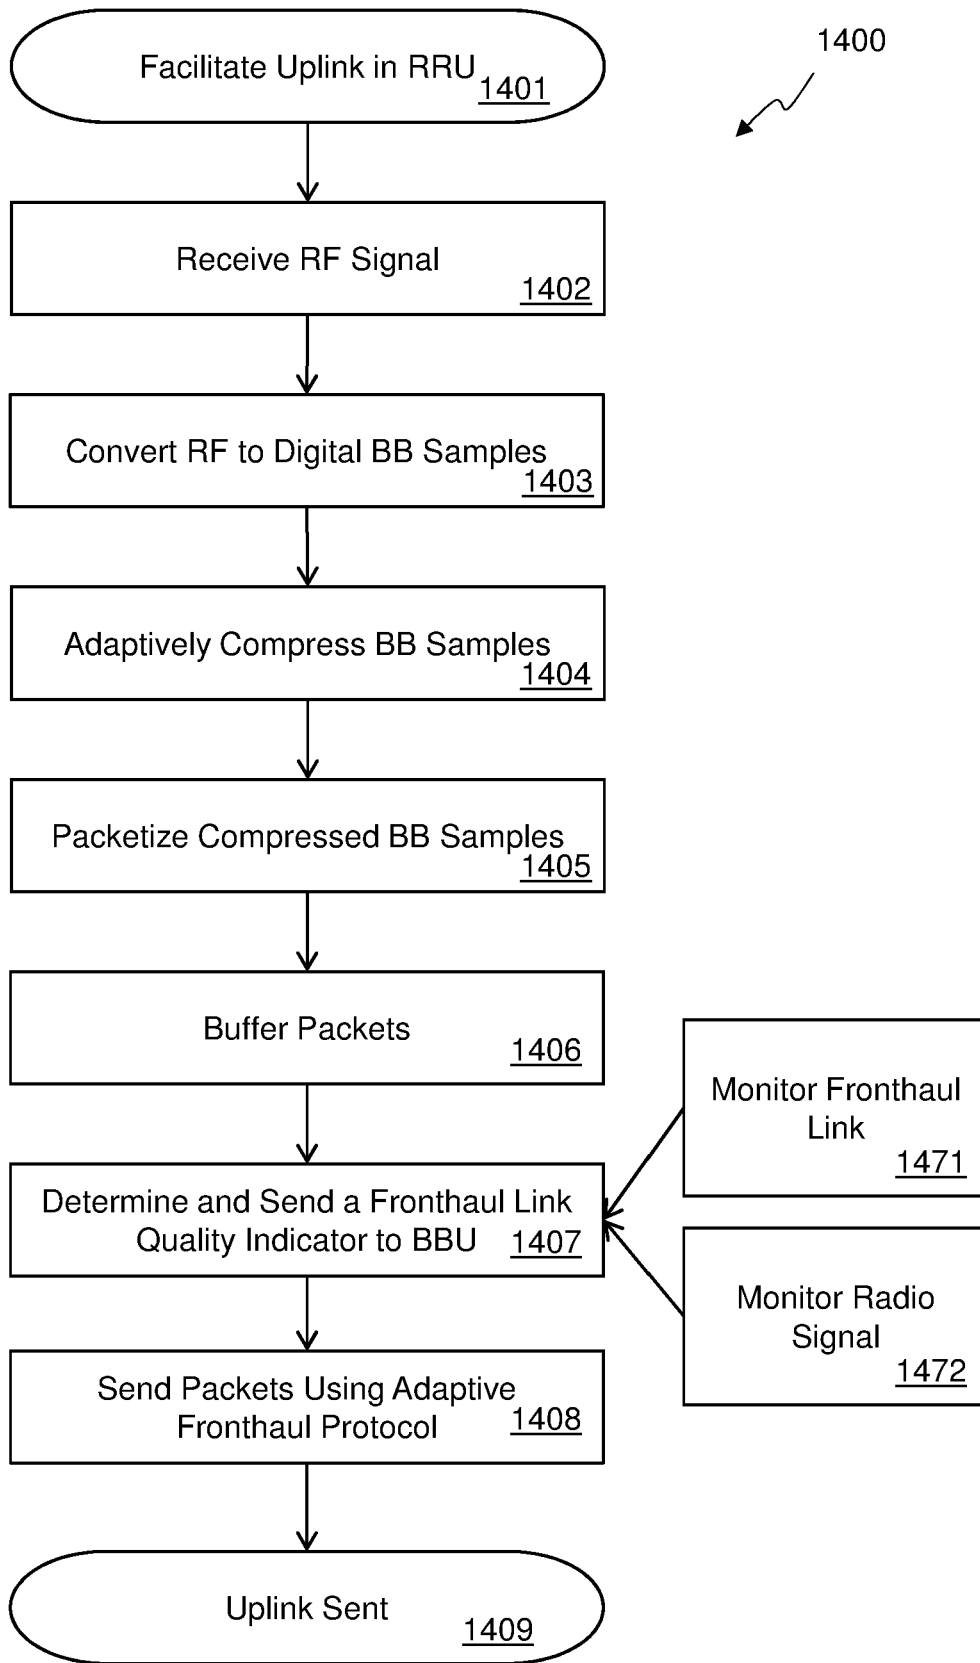 1400
Facilitate Uplink in RRU
1401
Receive RF Signal
1402
Convert RF to Digital BB Samples
1403
Adaptively Compress BB Samples
1404
Packetize Compressed BB Samples
1405
Buffer Packets
1406
Monitor Fronthaul
Link
1471
Determine and Send a Fronthaul Link
Quality Indicator to BBU
1407
Monitor Radio
Signal
1472
Send Packets Using Adaptive
Fronthaul Protocol
1408
Uplink Sent
1409